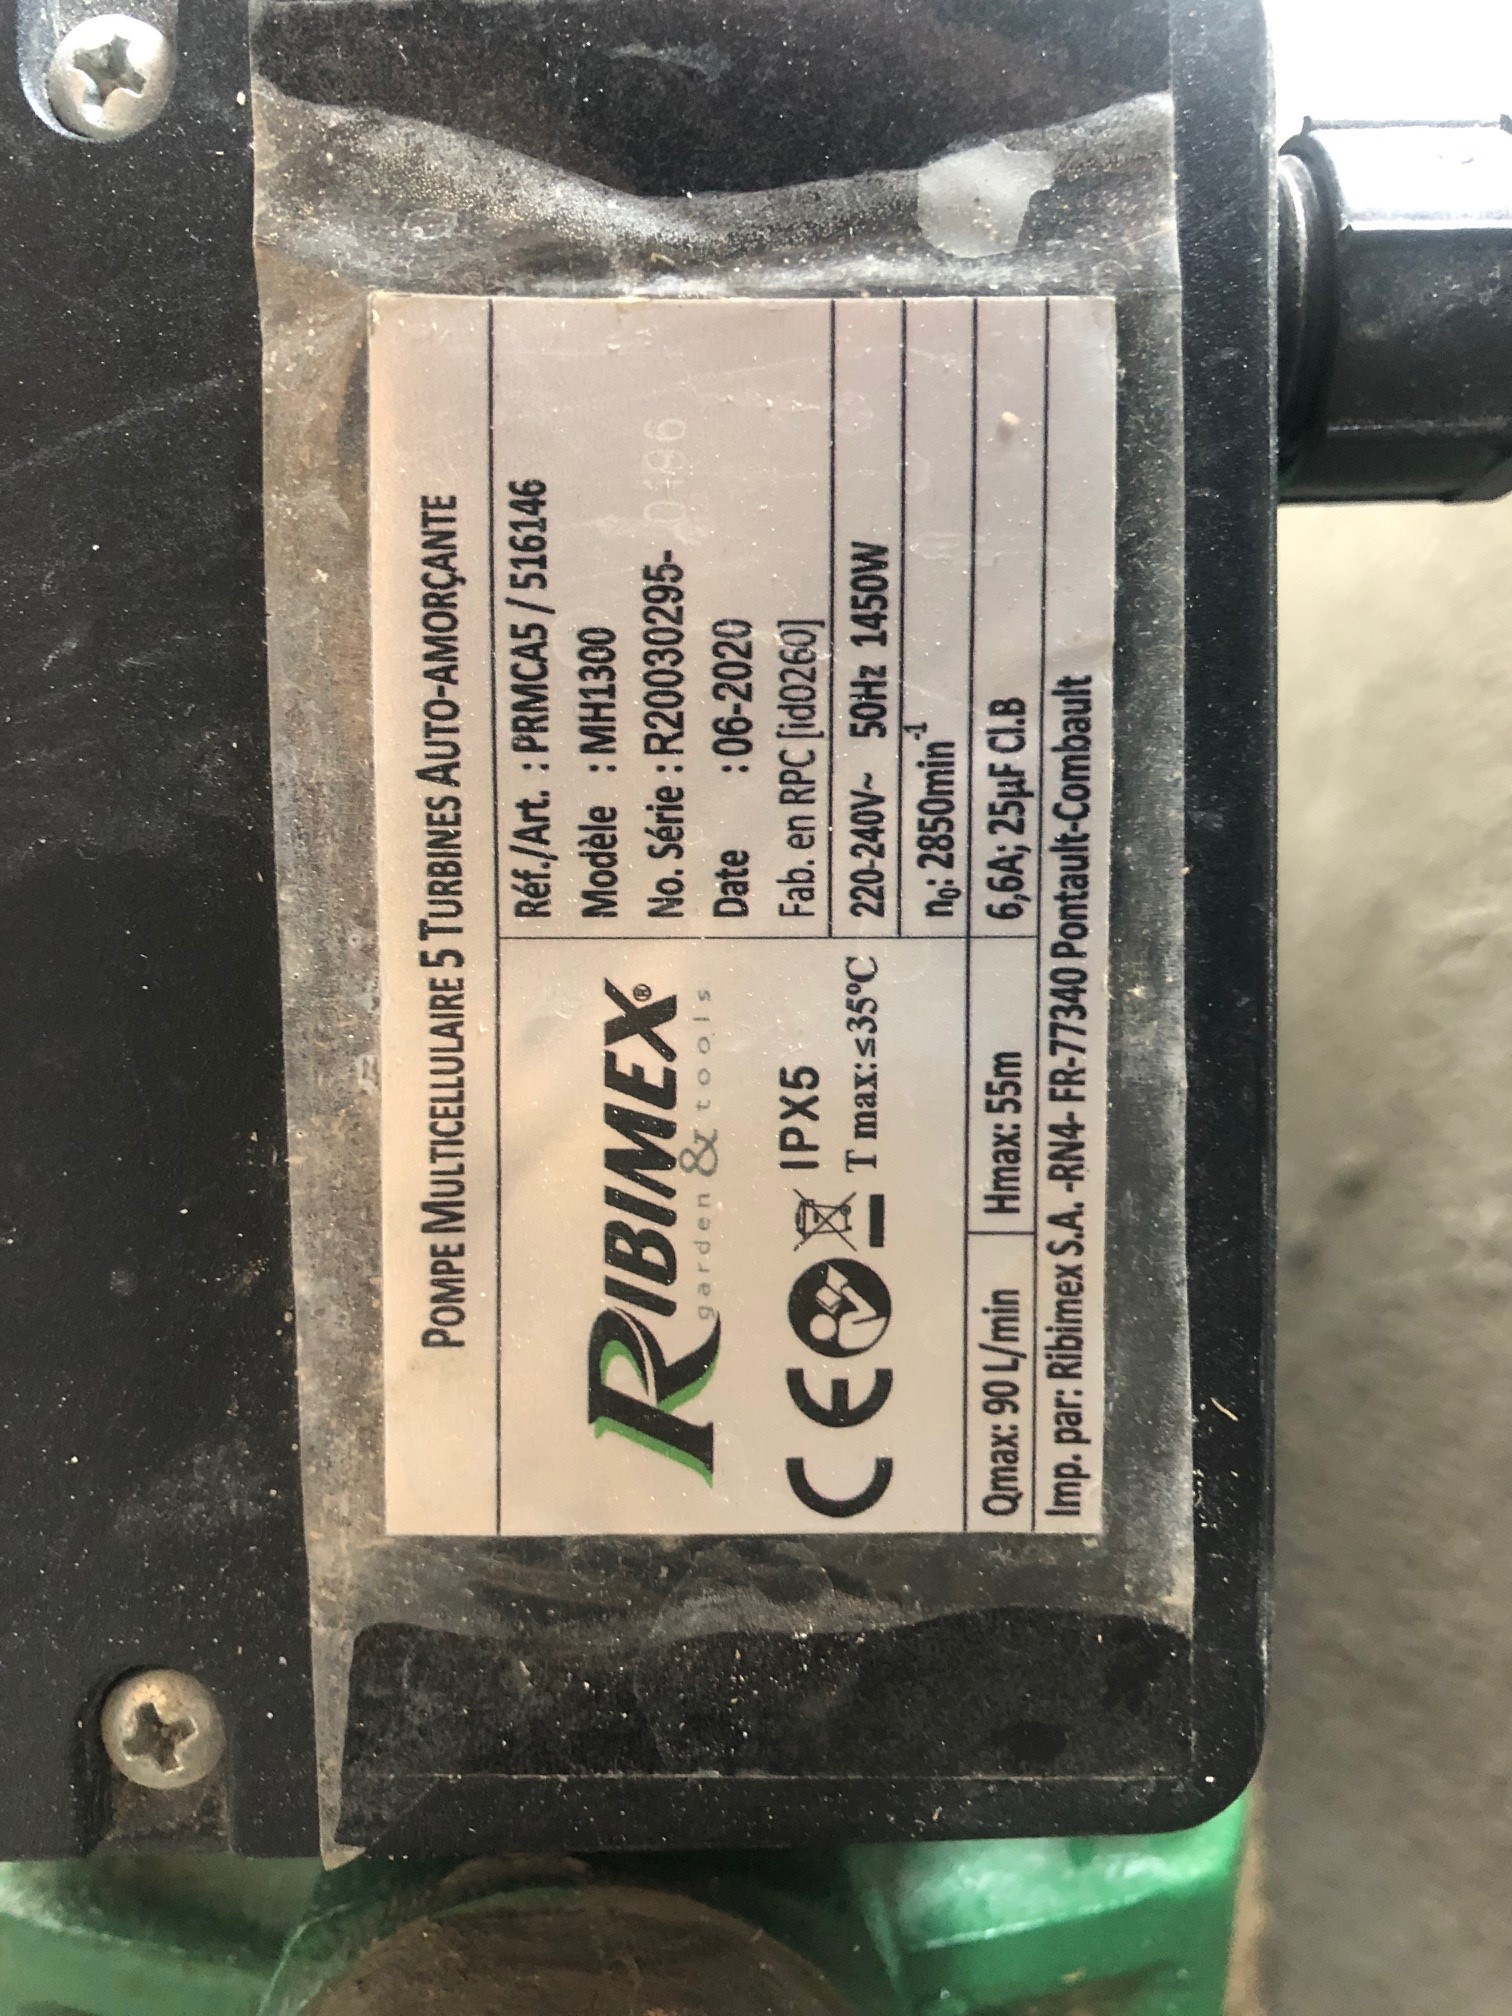 POMPE MULTICELLULAIRE 5 TURBINES AUTO-AMORÇANTE
RIBIMEX®
garden & tools
CE IPX5
T max:≤35°C
Réf./Art. : PRMCA5 / 516146
Modèle : MH1300
No. Série : R20030295-
Date : 06-2020
Fab. en RPC [id0260]
220-240V~ 50Hz 1450W
n₀: 2850min⁻¹
Qmax: 90 L/min Hmax: 55m 6,6A; 25µF Cl.B
Imp. par: Ribimex S.A. -RN4- FR-77340 Pontault-Combault